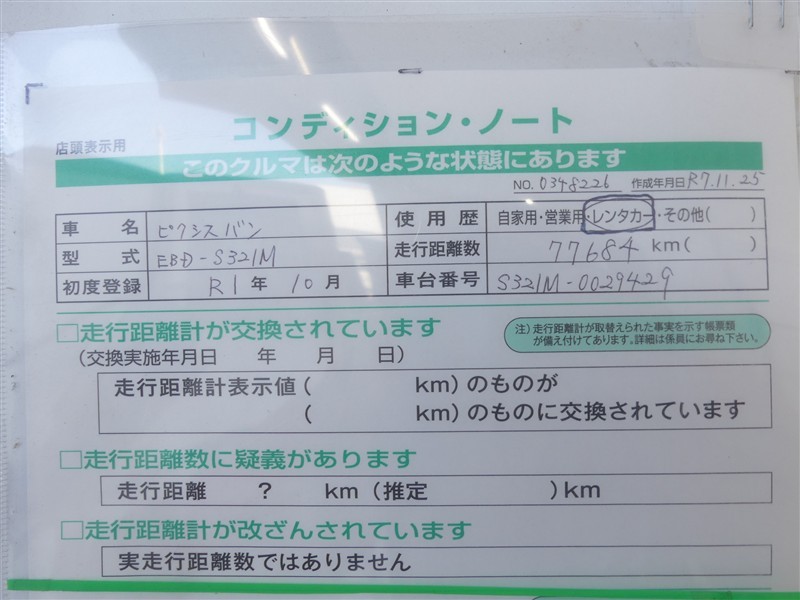 コンディション・ノート
店頭表示用
このクルマは次のような状態にあります
NO. 0348226 作成年月日 R7.11.25
車名 ピクシスバン 使用歴 自家用・営業用・レンタカー・その他( )
型式 EBD-S321M 走行距離数 77684 km( )
初度登録 R1年 10月 車台番号 S321M-0029429
□走行距離計が交換されています
注)走行距離計が取替えられた事実を示す帳票類
が備え付けてあります。詳細は係員にお尋ね下さい。
(交換実施年月日 年 月 日)
走行距離計表示値( km)のものが
( km)のものに交換されています
□走行距離数に疑義があります
走行距離 ? km(推定 )km
□走行距離計が改ざんされています
実走行距離数ではありません